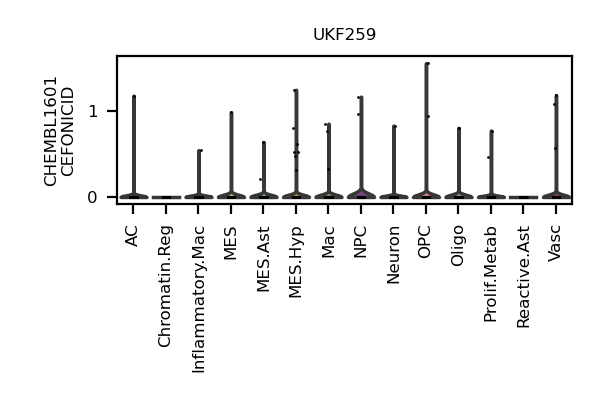 UKF259
CHEMBL1601
CEFONICID
1
0
AC
Chromatin.Reg
Inflammatory.Mac
MES
MES.Ast
MES.Hyp
Mac
NPC
Neuron
OPC
Oligo
Prolif.Metab
Reactive.Ast
Vasc